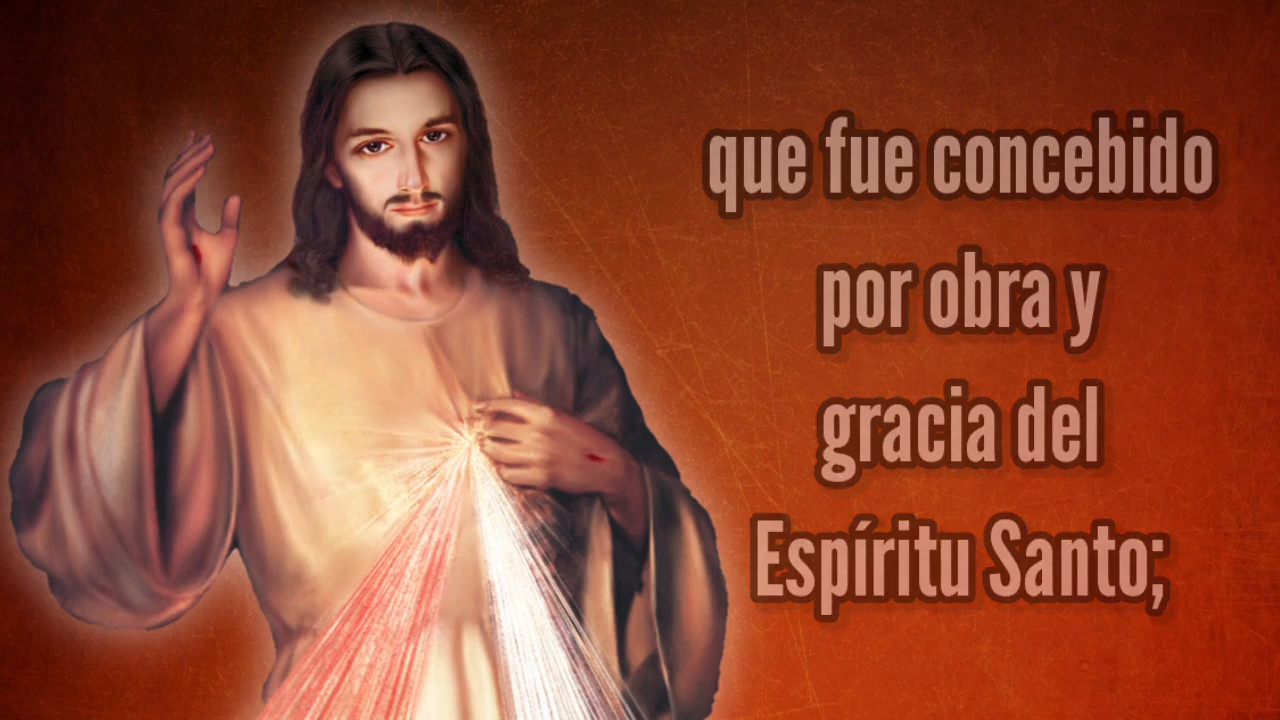 que fue concebido
por obra y
gracia del
Espíritu Santo;